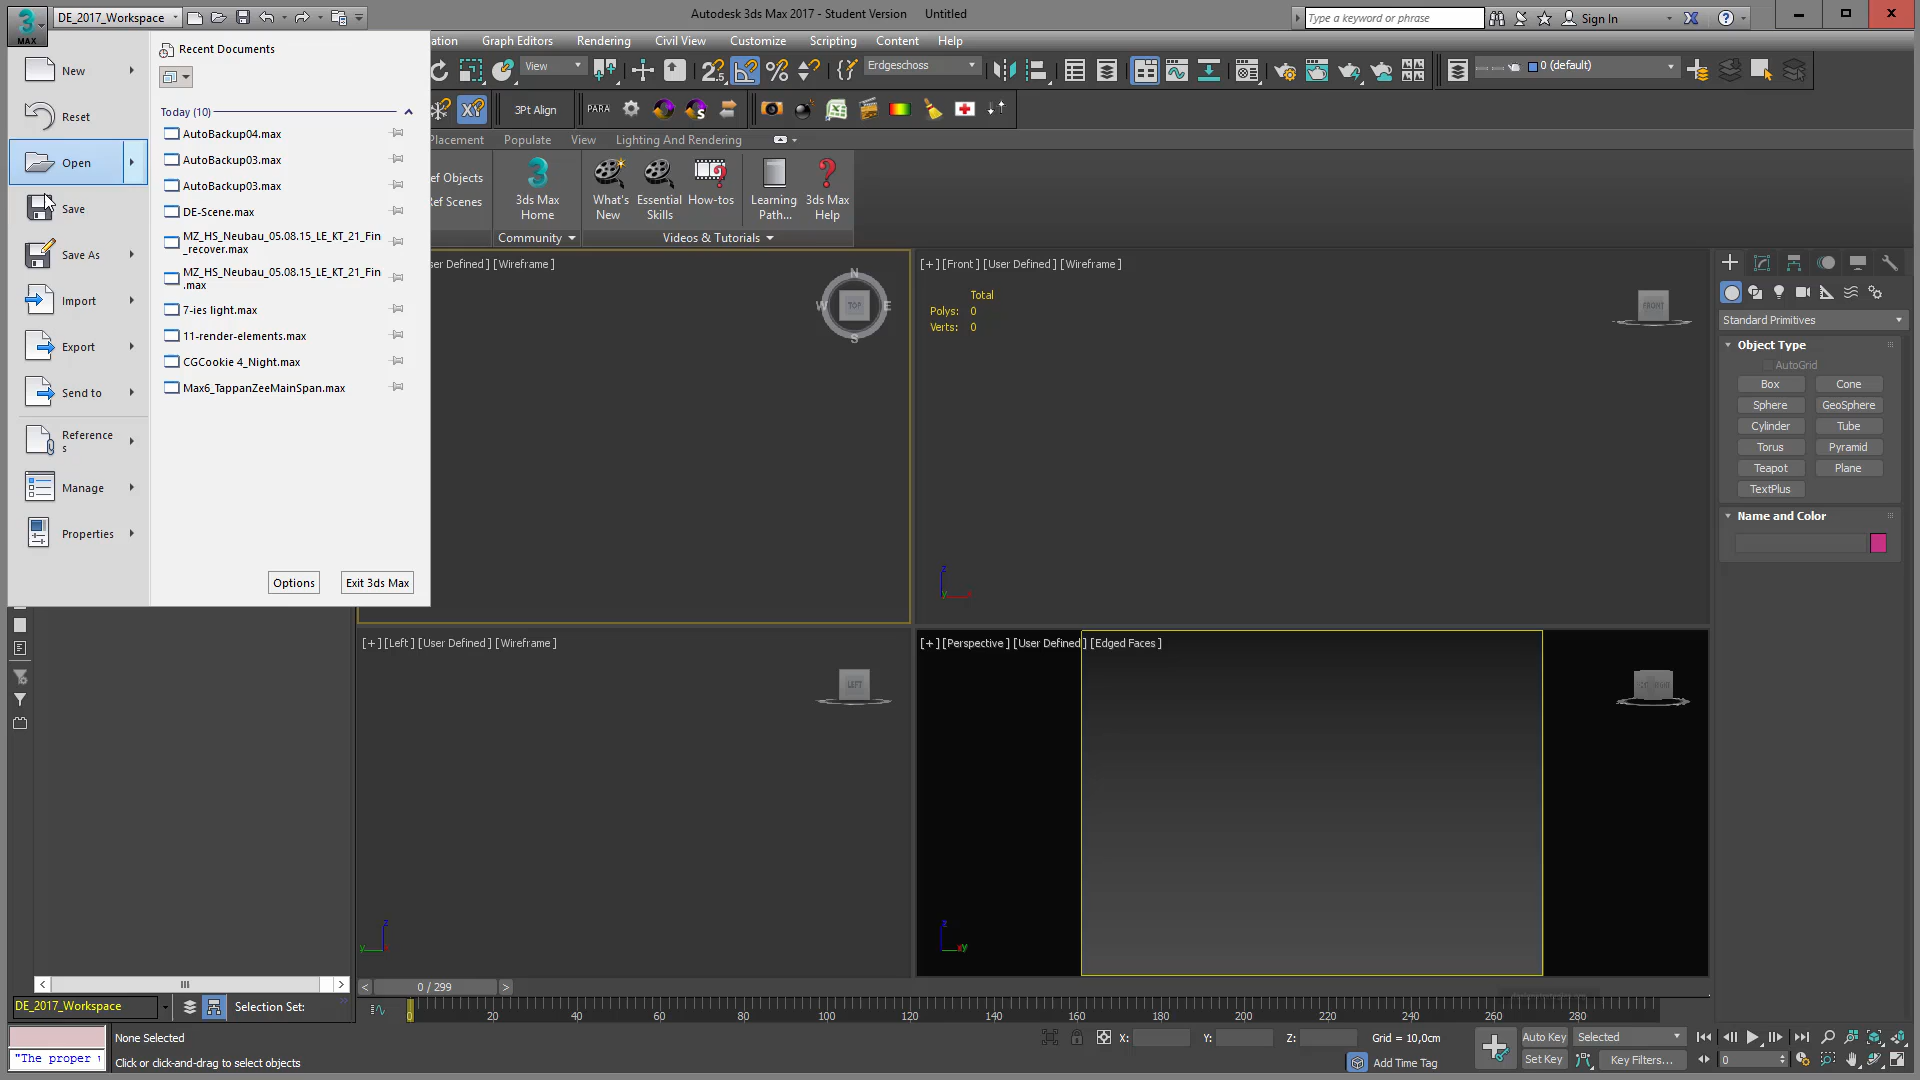 MAX
DE_2017_Workspace
Autodesk 3ds Max 2017 - Student Version    Untitled
Type a keyword or phrase
Sign In
ation
Graph Editors
Rendering
Civil View
Customize
Scripting
Content
Help
New
Reset
Open
Save
Save As
Import
Export
Send to
Reference
s
Manage
Properties
Recent Documents
Today (10)
AutoBackup04.max
AutoBackup03.max
AutoBackup03.max
DE-Scene.max
MZ_HS_Neubau_05.08.15_LE_KT_21_Fin
_recover.max
MZ_HS_Neubau_05.08.15_LE_KT_21_Fin
.max
7-ies light.max
11-render-elements.max
CGCookie 4_Night.max
Max6_TappanZeeMainSpan.max
Options
Exit 3ds Max
View
2.5
Erdgeschoss
0 (default)
XY
3Pt Align
PARA
Placement
Populate
View
Lighting And Rendering
ef Objects
ef Scenes
3ds Max
Home
What's
New
Essential
Skills
How-tos
Learning
Path...
3ds Max
Help
Community
Videos & Tutorials
ser Defined ] [Wireframe ]
N
W
TOP
E
S
[+] [Front ] [User Defined ] [Wireframe ]
Total
Polys: 0
Verts: 0
FRONT
z
y
x
[+] [Left ] [User Defined ] [Wireframe ]
LEFT
z
y
[+] [Perspective ] [User Defined ] [Edged Faces ]
z
xy
Standard Primitives
Object Type
AutoGrid
Box
Cone
Sphere
GeoSphere
Cylinder
Tube
Torus
Pyramid
Teapot
Plane
TextPlus
Name and Color
0 / 299
DE_2017_Workspace
Selection Set:
0
20
40
60
80
100
120
140
160
180
200
220
240
260
280
None Selected
X:
Y:
Z:
Grid = 10,0cm
Auto Key
Selected
"The proper
Click or click-and-drag to select objects
Add Time Tag
Set Key
Key Filters...
0